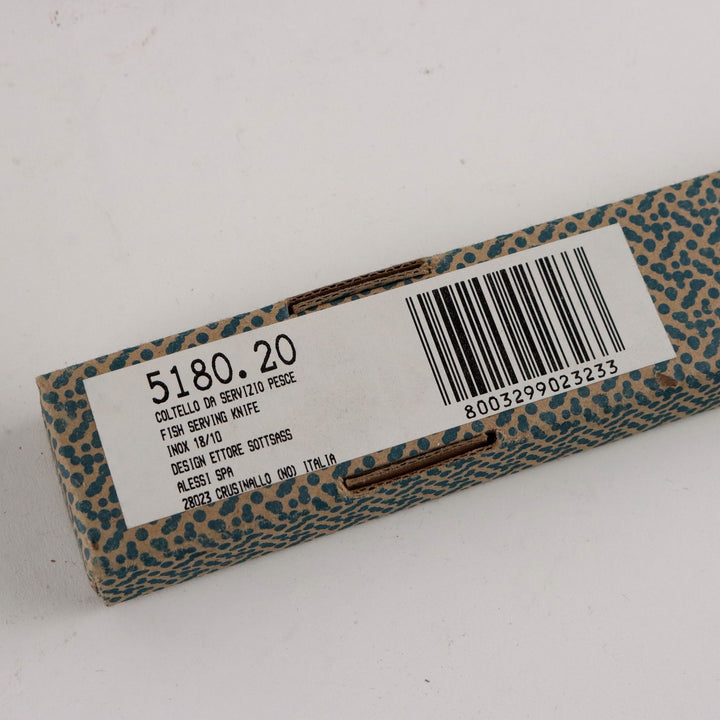 5180.20
COLTELLO DA SERVIZIO PESCE
FISH SERVING KNIFE
INOX 18/10
DESIGN ETTORE SOTTSASS
ALESSI SPA
28023 CRUSINALLO (NO) ITALIA
8003299023233